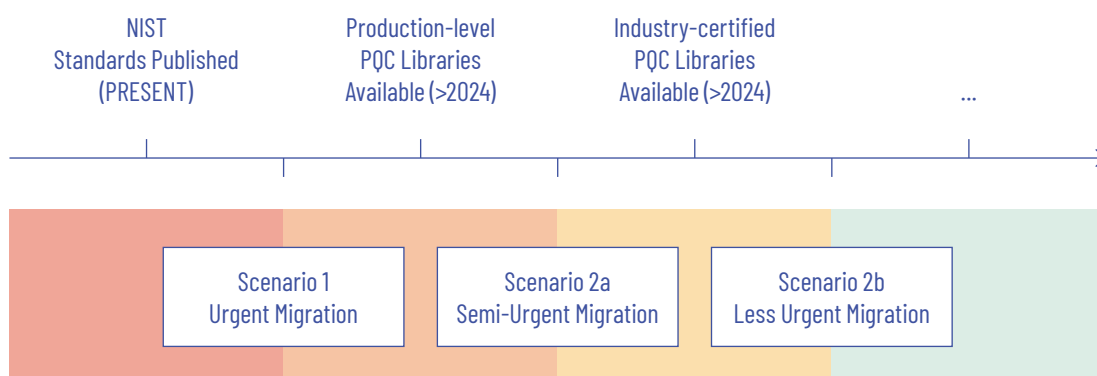 NIST
Standards Published
(PRESENT)
Production-level
PQC Libraries
Available (>2024)
Industry-certified
PQC Libraries
Available (>2024)
...
Scenario 1
Urgent Migration
Scenario 2a
Semi-Urgent Migration
Scenario 2b
Less Urgent Migration